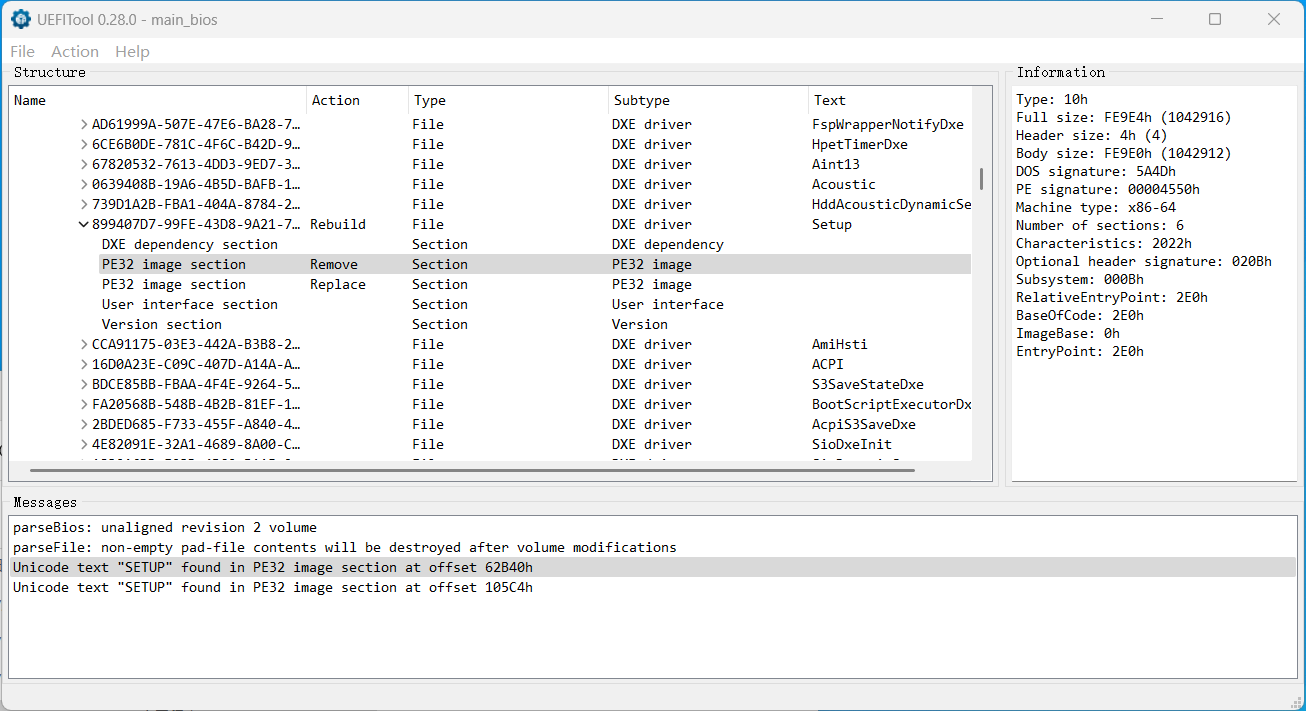 UEFITool 0.28.0 - main_bios
File Action Help
Structure
Name Action Type Subtype Text
AD61999A-507E-47E6-BA28-7... File DXE driver FspWrapperNotifyDxe
6CE6B0DE-781C-4F6C-B42D-9... File DXE driver HpetTimerDxe
67820532-7613-4DD3-9ED7-3... File DXE driver Aint13
0639408B-19A6-4B5D-BAFB-1... File DXE driver Acoustic
739D1A2B-FBA1-404A-8784-2... File DXE driver HddAcousticDynamicSe
899407D7-99FE-43D8-9A21-7... Rebuild File DXE driver Setup
DXE dependency section Section DXE dependency
PE32 image section Remove Section PE32 image
PE32 image section Replace Section PE32 image
User interface section Section User interface
Version section Section Version
CCA91175-03E3-442A-B3B8-2... File DXE driver AmiHsti
16D0A23E-C09C-407D-A14A-A... File DXE driver ACPI
BDCE85BB-FBAA-4F4E-9264-5... File DXE driver S3SaveStateDxe
FA20568B-548B-4B2B-81EF-1... File DXE driver BootScriptExecutorDx
2BDED685-F733-455F-A840-4... File DXE driver AcpiS3SaveDxe
4E82091E-32A1-4689-8A00-C... File DXE driver SioDxeInit
Information
Type: 10h
Full size: FE9E4h (1042916)
Header size: 4h (4)
Body size: FE9E0h (1042912)
DOS signature: 5A4Dh
PE signature: 00004550h
Machine type: x86-64
Number of sections: 6
Characteristics: 2022h
Optional header signature: 020Bh
Subsystem: 000Bh
RelativeEntryPoint: 2E0h
BaseOfCode: 2E0h
ImageBase: 0h
EntryPoint: 2E0h
Messages
parseBios: unaligned revision 2 volume
parseFile: non-empty pad-file contents will be destroyed after volume modifications
Unicode text "SETUP" found in PE32 image section at offset 62B40h
Unicode text "SETUP" found in PE32 image section at offset 105C4h